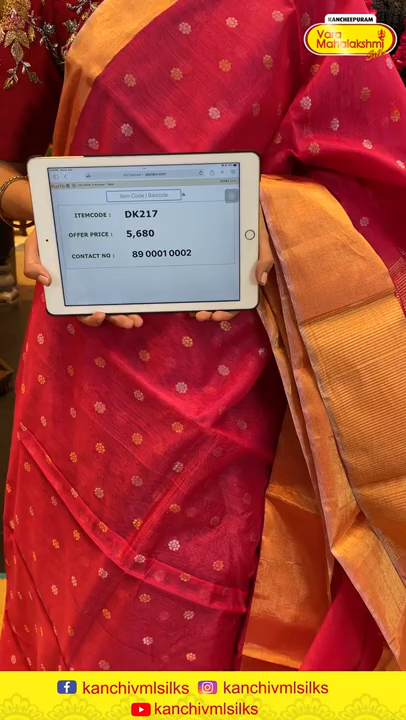 KANCHEEPURAM
Vara
Mahalakshmi
Silks
Item Code / Barcode
ITEMCODE : DK217
OFFER PRICE : 5,680
CONTACT NO : 89 0001 0002
kanchivmlsilks kanchivmlsilks
kanchivmlsilks